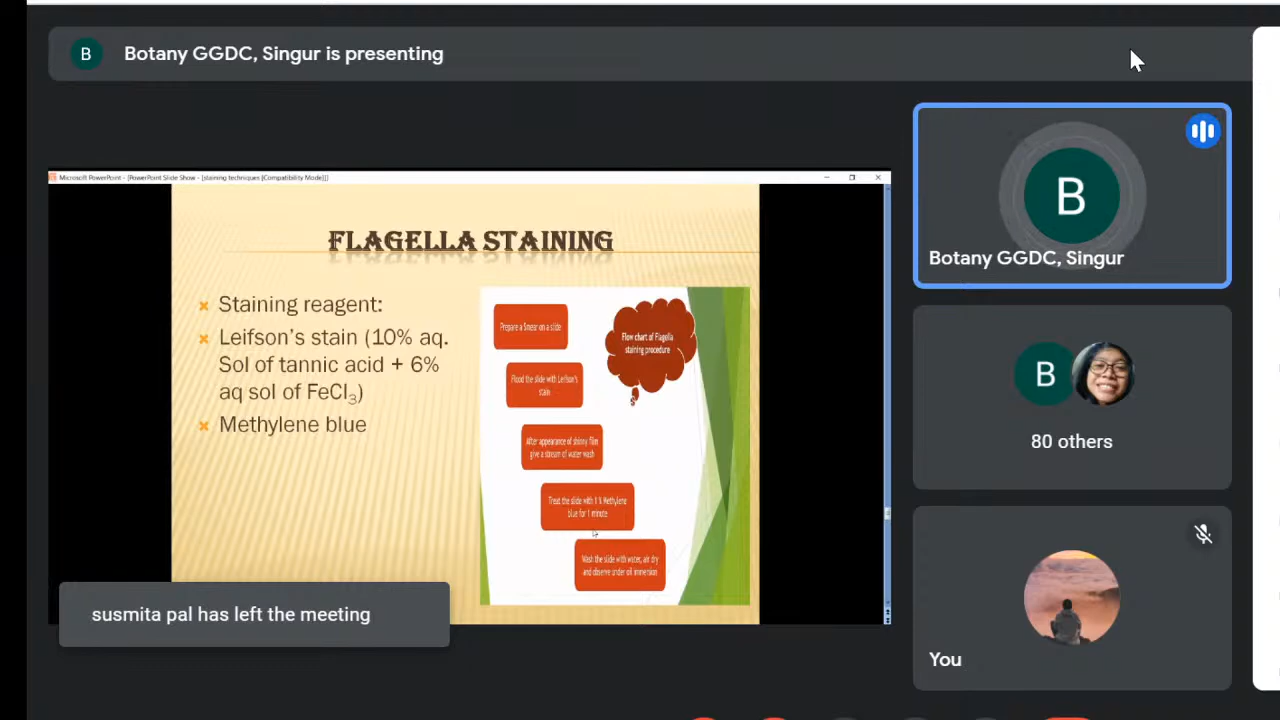 B
Botany GGDC, Singur is presenting
Microsoft PowerPoint - [PowerPoint Slide Show - [staining techniques [Compatibility Mode]]]
FLAGELLA STAINING
Staining reagent:
Leifson's stain (10% aq.
Sol of tannic acid + 6%
aq sol of FeCl3)
Methylene blue
Prepare a Smear on a slide
Flow chart of Flagella
staining procedure
Flood the slide with Leifson's
stain
After appearance of shinny film
give a stream of water wash
Treat the slide with 1 % Methylene
blue for 1 minute
Wash the slide with water, air dry
and observe under oil immersion
susmita pal has left the meeting
B
Botany GGDC, Singur
B
80 others
You